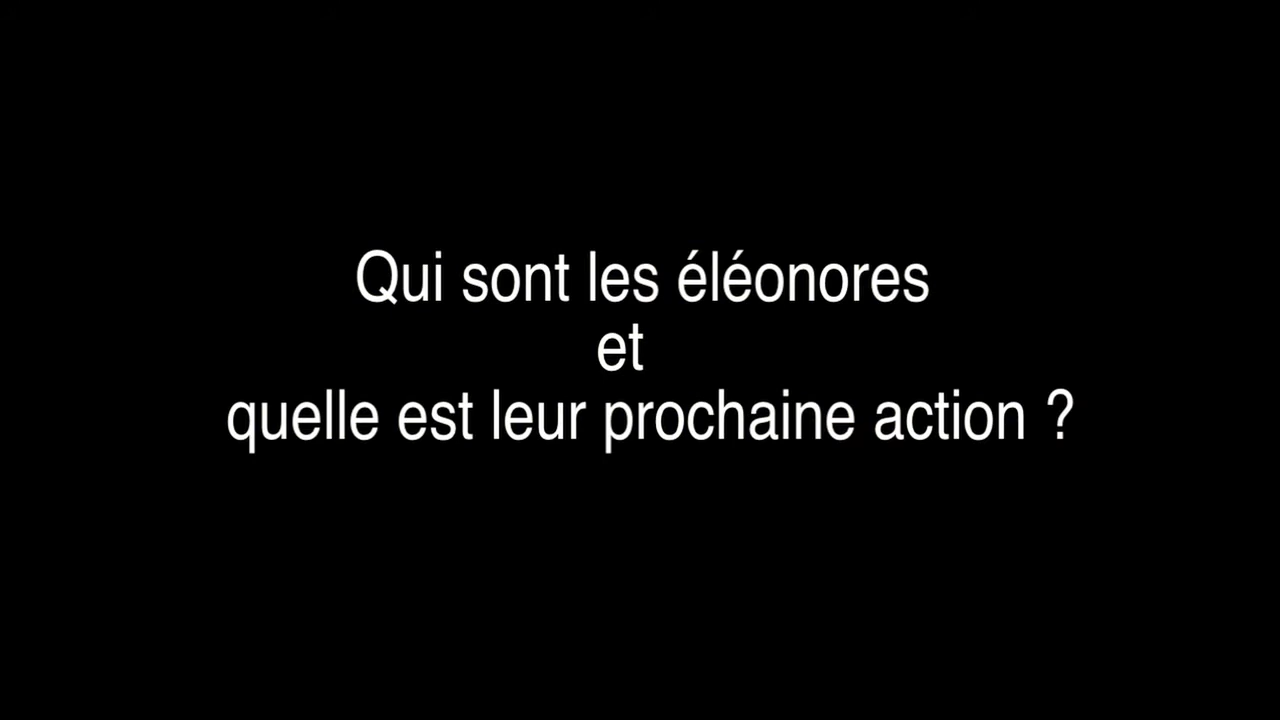 Qui sont les éléonores
et
quelle est leur prochaine action ?